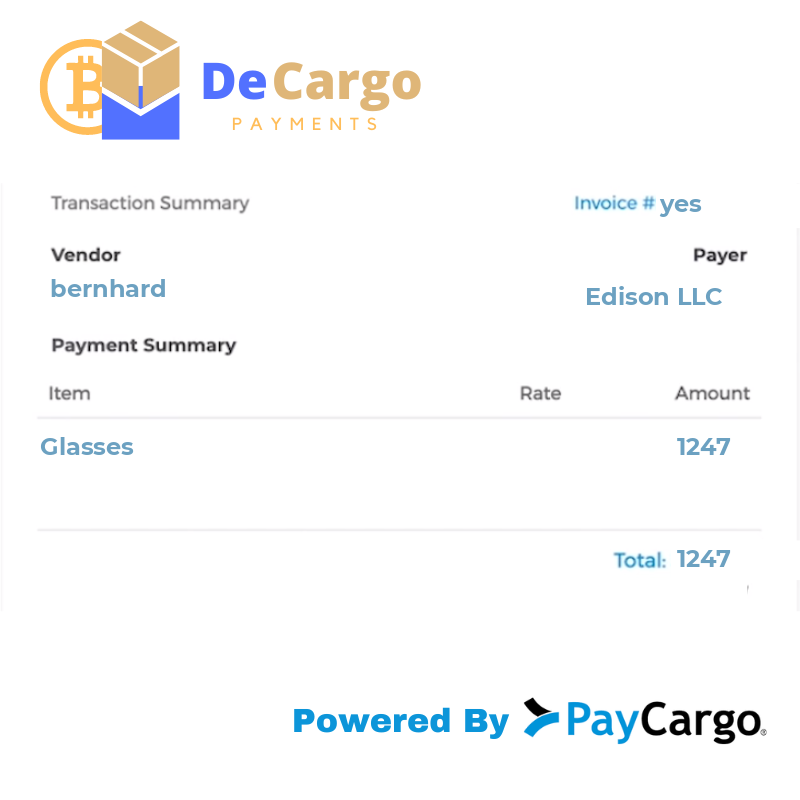 DeCargo
PAYMENTS
Transaction Summary
Invoice # yes
Vendor
Payer
bernhard
Edison LLC
Payment Summary
Item Rate Amount
Glasses 1247
Total: 1247
Powered By PayCargo®